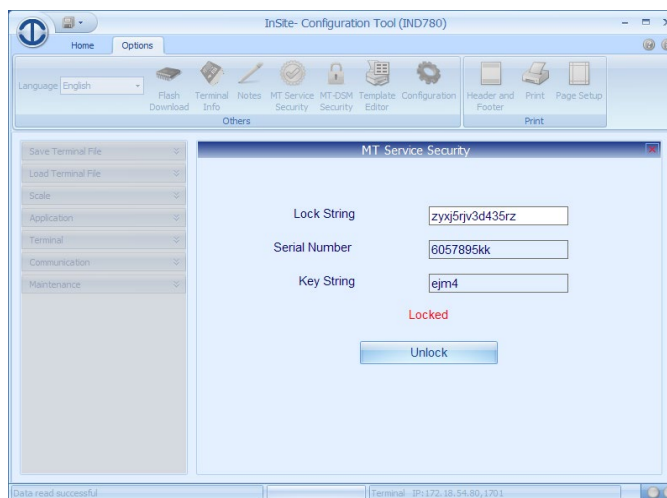 InSite- Configuration Tool (IND780)
Home Options
Language English
Flash Download
Terminal Info
Notes
MT Service Security
MT-DSM Security
Template Editor
Configuration
Header and Footer
Print
Page Setup
Others
Print
Save Terminal File
Load Terminal File
Scale
Application
Terminal
Communication
Maintenance
MT Service Security
Lock String zyxj5rjv3d435rz
Serial Number 6057895kk
Key String ejm4
Locked
Unlock
Data read successful
Terminal IP:172.18.54.80,1701